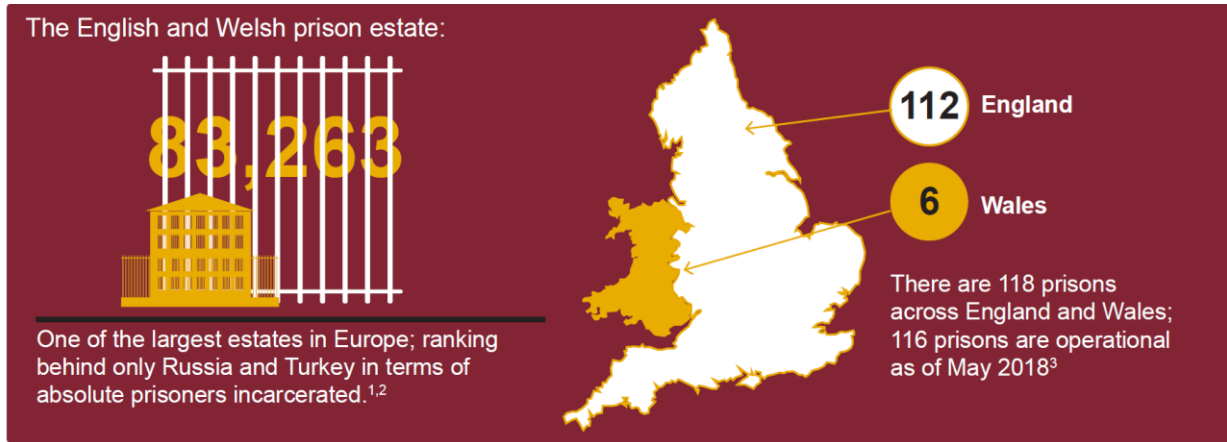 The English and Welsh prison estate:
83,263
One of the largest estates in Europe; ranking
behind only Russia and Turkey in terms of
absolute prisoners incarcerated.1,2
112 England
6 Wales
There are 118 prisons
across England and Wales;
116 prisons are operational
as of May 2018³